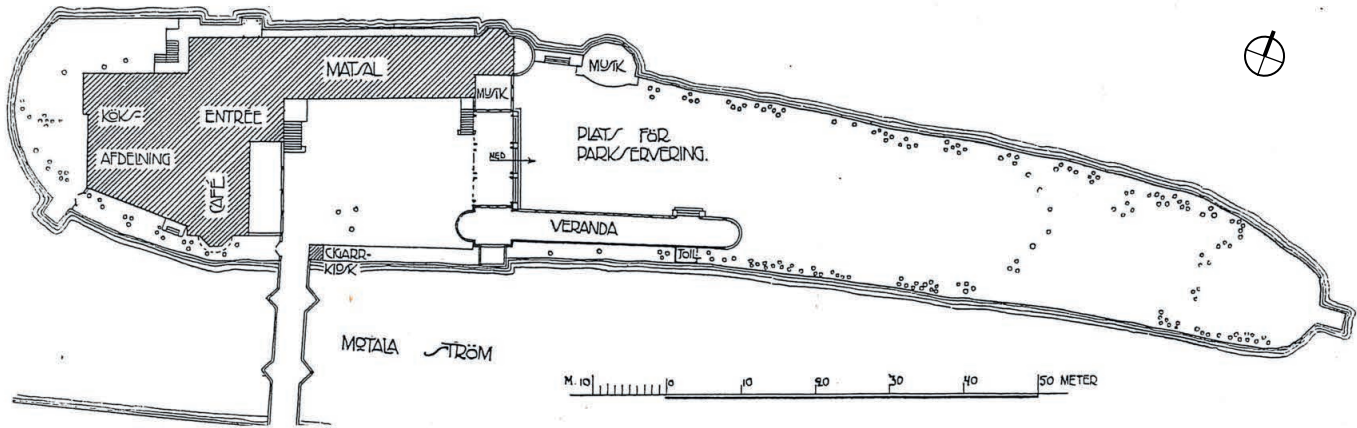 MATSAL
MUSIK
MUSIK
KÖKS=
AFDELNING
ENTRÉE
CAFÉ
PLATS FÖR
PARKSERVERING.
NED
VERANDA
TOIL.
CIGARR-
KIOSK
MOTALA STRÖM
M. 10 0 10 20 30 40 50 METER